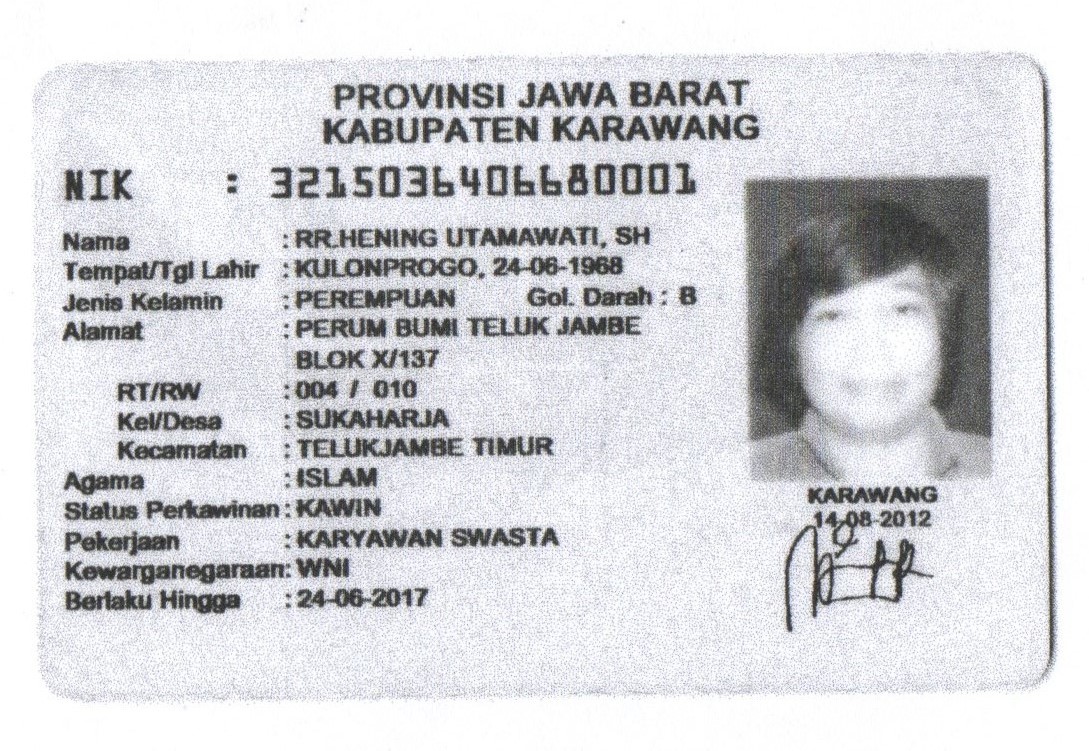 PROVINSI JAWA BARAT
KABUPATEN KARAWANG
NIK : 3215036406680001
Nama : RR.HENING UTAMAWATI, SH
Tempat/Tgl Lahir : KULONPROGO, 24-06-1968
Jenis Kelamin : PEREMPUAN Gol. Darah : B
Alamat : PERUM BUMI TELUK JAMBE
BLOK X/137
RT/RW : 004 / 010
Kel/Desa : SUKAHARJA
Kecamatan : TELUKJAMBE TIMUR
Agama : ISLAM
Status Perkawinan : KAWIN
Pekerjaan : KARYAWAN SWASTA
Kewarganegaraan: WNI
Berlaku Hingga : 24-06-2017
KARAWANG
14-08-2012